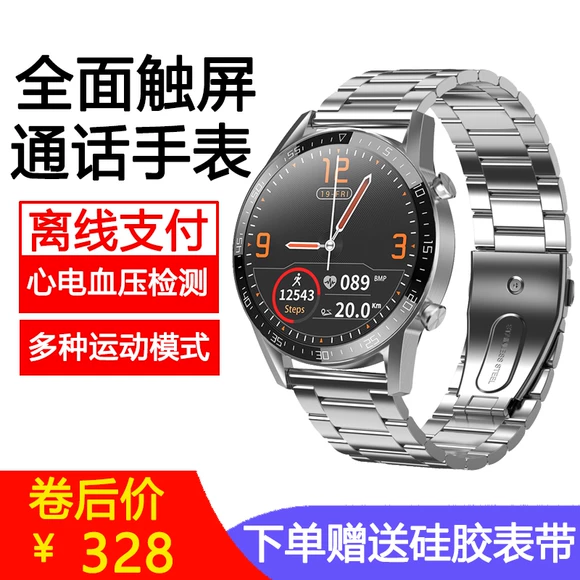 全面触屏
通话手表
离线支付
心电血压检测
多种运动模式
12
19-FRI
9
089 BMP
12543
Steps
20.0 Km
卷后价
¥ 328
下单赠送硅胶表带